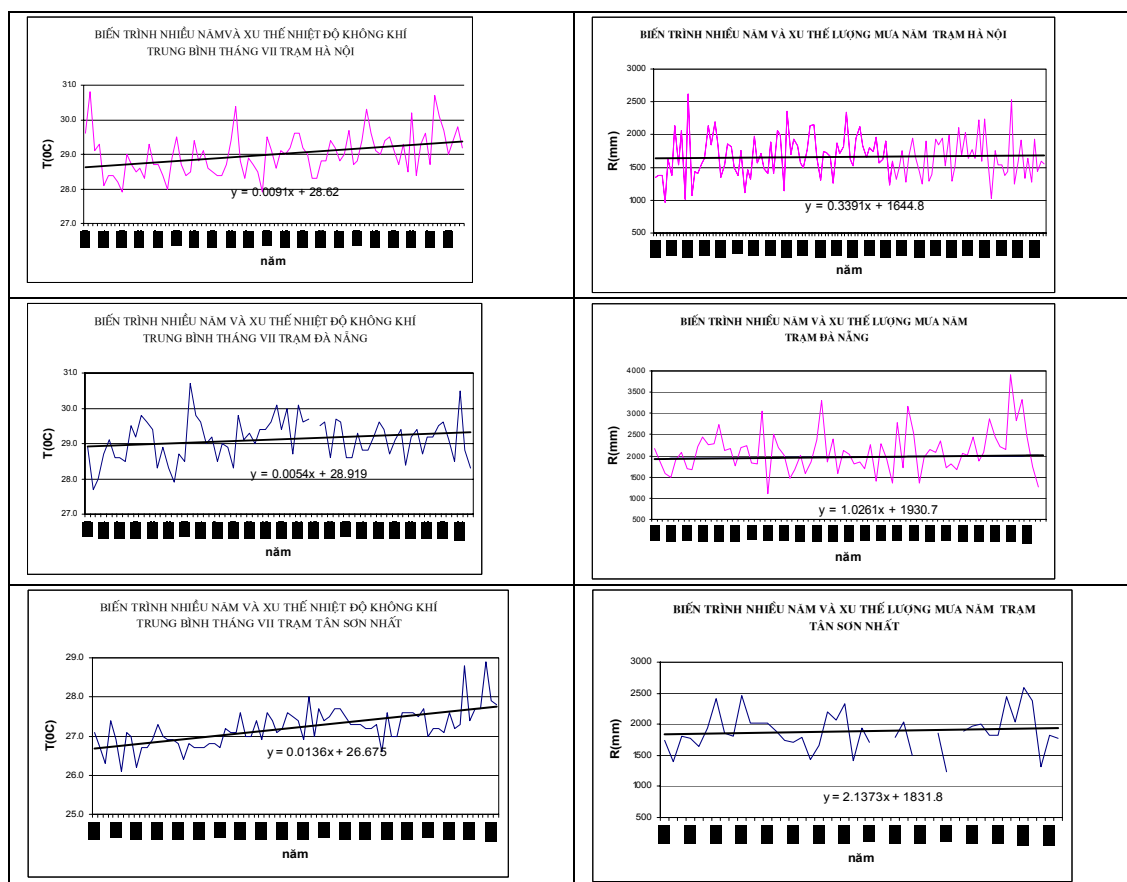 BIẾN TRÌNH NHIỀU NĂMVÀ XU THẾ NHIỆT ĐỘ KHÔNG KHÍ
TRUNG BÌNH THÁNG VII TRẠM HÀ NỘI
T(0C)
31.0
30.0
29.0
28.0
27.0
y = 0.0091x + 28.62
năm
BIẾN TRÌNH NHIỀU NĂM VÀ XU THẾ LƯỢNG MƯA NĂM TRẠM HÀ NỘI
R(mm)
3000
2500
2000
1500
1000
500
y = 0.3391x + 1644.8
năm
BIẾN TRÌNH NHIỀU NĂM VÀ XU THẾ NHIỆT ĐỘ KHÔNG KHÍ
TRUNG BÌNH THÁNG VII TRẠM ĐÀ NẴNG
T(0C)
31.0
30.0
29.0
28.0
27.0
y = 0.0054x + 28.919
năm
BIẾN TRÌNH NHIỀU NĂM VÀ XU THẾ LƯỢNG MƯA NĂM
TRẠM ĐÀ NẴNG
R(mm)
4000
3500
3000
2500
2000
1500
1000
500
y = 1.0261x + 1930.7
năm
BIẾN TRÌNH NHIỀU NĂM VÀ XU THẾ NHIỆT ĐỘ KHÔNG KHÍ
TRUNG BÌNH THÁNG VII TRẠM TÂN SƠN NHẤT
T(0C)
29.0
28.0
27.0
26.0
25.0
y = 0.0136x + 26.675
năm
BIẾN TRÌNH NHIỀU NĂM VÀ XU THẾ LƯỢNG MƯA NĂM TRẠM
TÂN SƠN NHẤT
R(mm)
3000
2500
2000
1500
1000
500
y = 2.1373x + 1831.8
năm